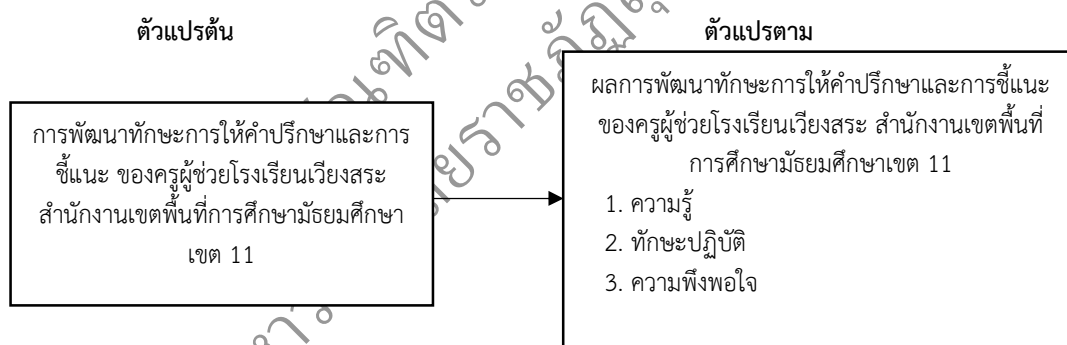 ตัวแปรต้น
ตัวแปรตาม
การพัฒนาทักษะการให้คำปรึกษาและการ
ชี้แนะ ของครูผู้ช่วยโรงเรียนเวียงสระ
สำนักงานเขตพื้นที่การศึกษามัธยมศึกษา
เขต 11
ผลการพัฒนาทักษะการให้คำปรึกษาและการชี้แนะ
ของครูผู้ช่วยโรงเรียนเวียงสระ สำนักงานเขตพื้นที่
การศึกษามัธยมศึกษาเขต 11
1. ความรู้
2. ทักษะปฏิบัติ
3. ความพึงพอใจ